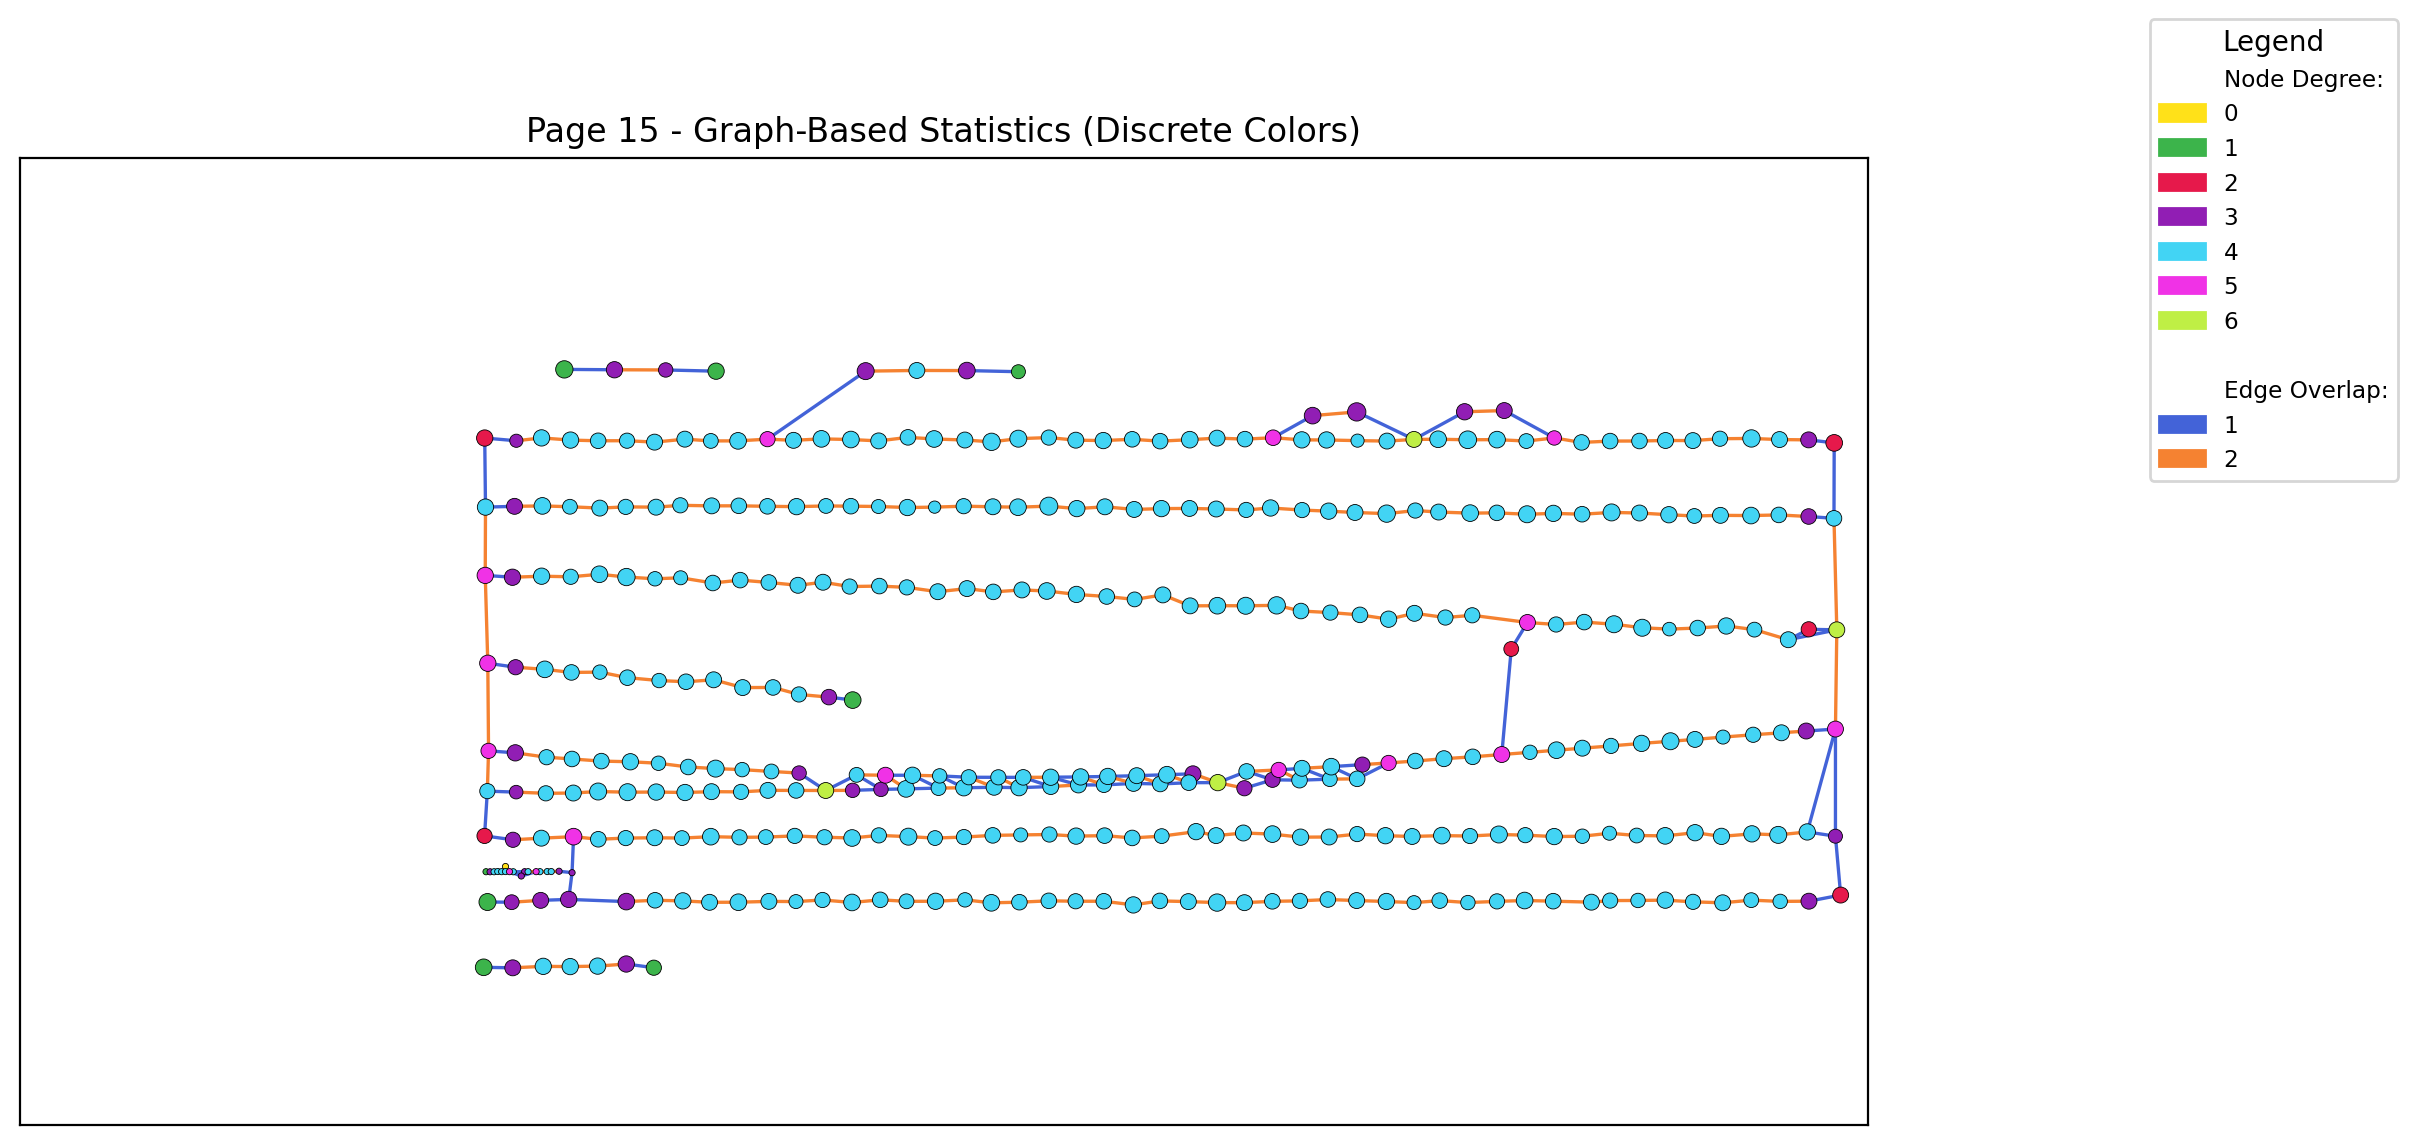 Page 15 - Graph-Based Statistics (Discrete Colors)
Legend
Node Degree:
0
1
2
3
4
5
6
Edge Overlap:
1
2